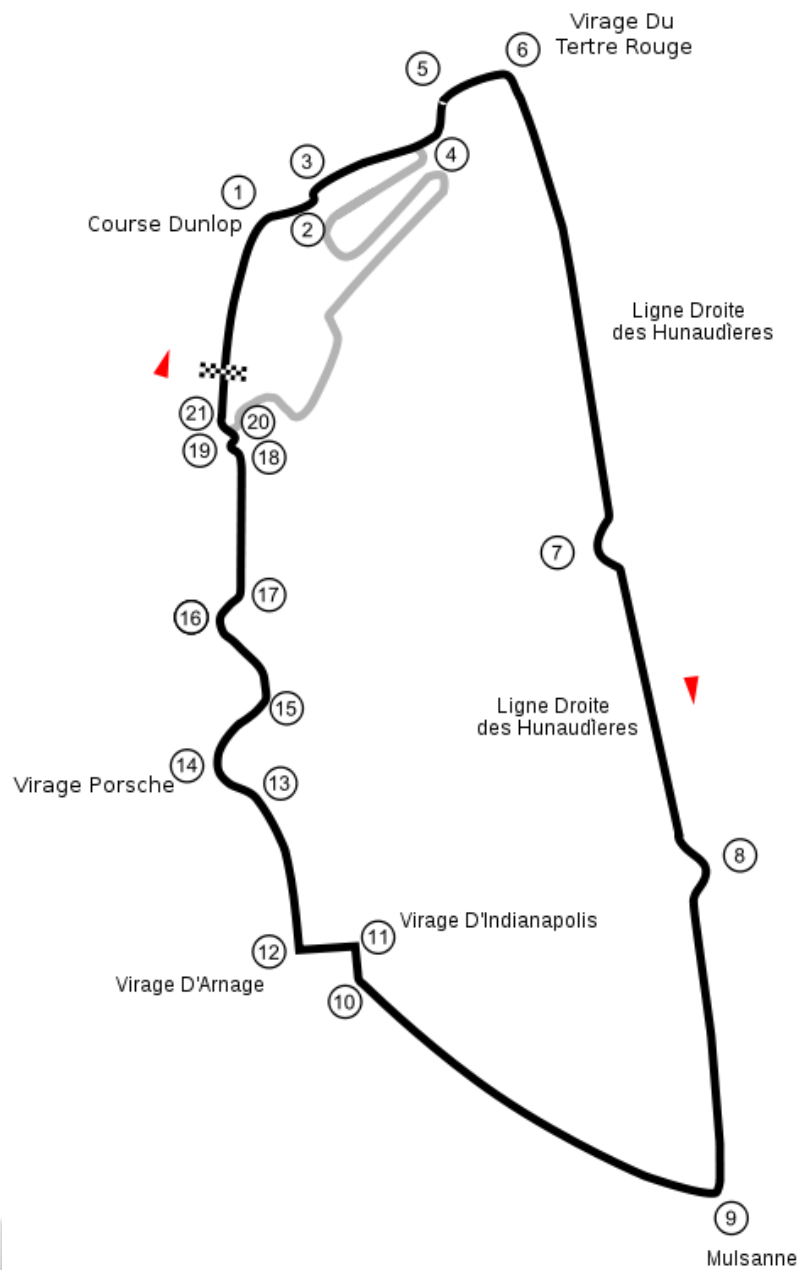 Virage Du
Tertre Rouge
6
5
4
3
1
2
Course Dunlop
Ligne Droite
des Hunaudìeres
21
20
19
18
7
17
16
Ligne Droite
des Hunaudìeres
15
14
13
Virage Porsche
8
Virage D'Indianapolis
11
12
Virage D'Arnage
10
9
Mulsanne